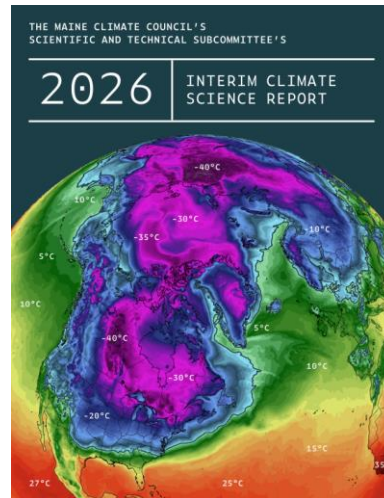 THE MAINE CLIMATE COUNCIL'S
SCIENTIFIC AND TECHNICAL SUBCOMMITTEE'S
2026
INTERIM CLIMATE
SCIENCE REPORT
-40°C
10°C
-30°C
-10°C
-35°C
5°C
10°C
5°C
-40°C
10°C
-30°C
-20°C
15°C
27°C
25°C